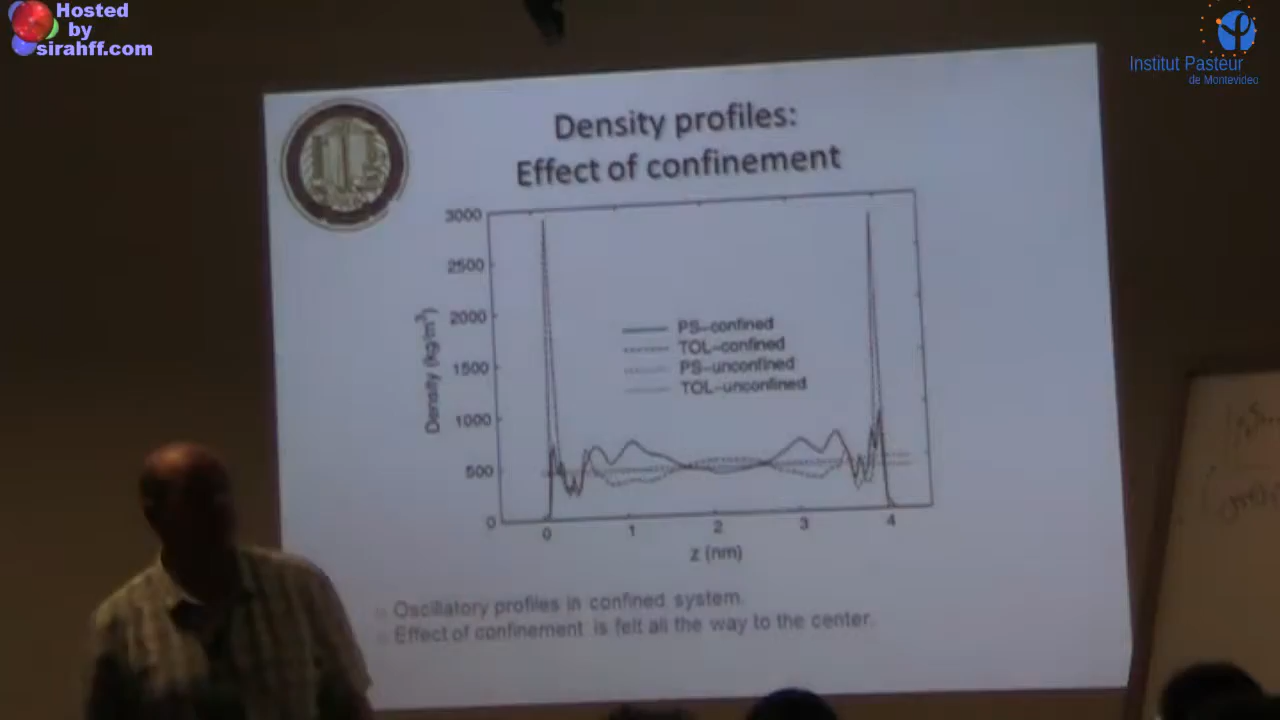 Hosted
by
sirahff.com
Institut Pasteur
de Montevideo
Density profiles:
Effect of confinement
3000
2500
2000
1500
1000
500
0
Density (kg/m³)
PS-confined
TOL-confined
PS-unconfined
TOL-unconfined
0 1 2 3 4
z (nm)
Oscillatory profiles in confined system.
Effect of confinement is felt all the way to the center.